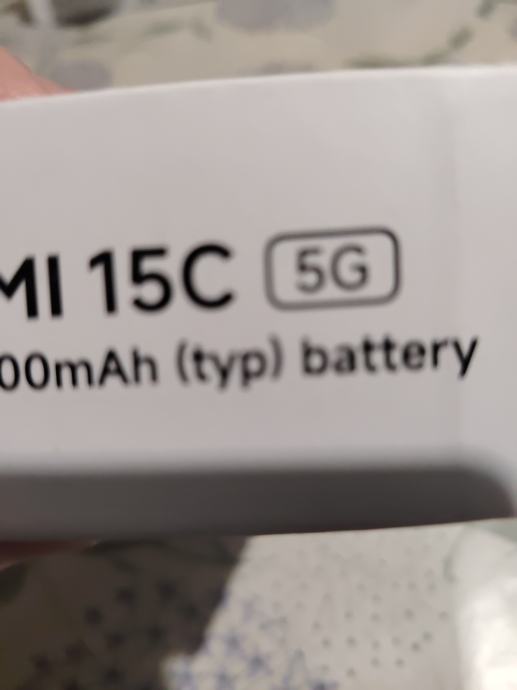 MI 15C 5G
00mAh (typ) battery